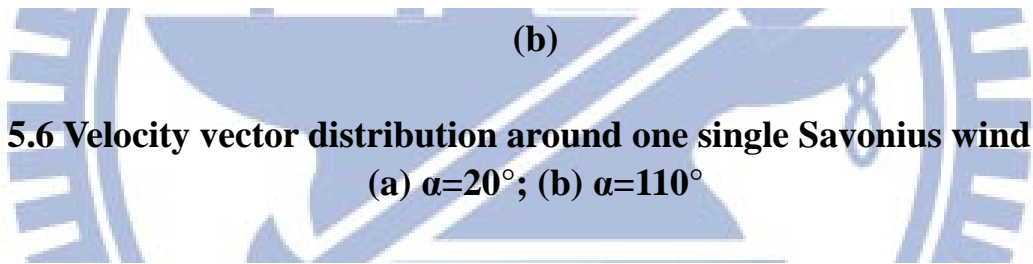 (b)
5.6 Velocity vector distribution around one single Savonius wind
(a) α=20°; (b) α=110°